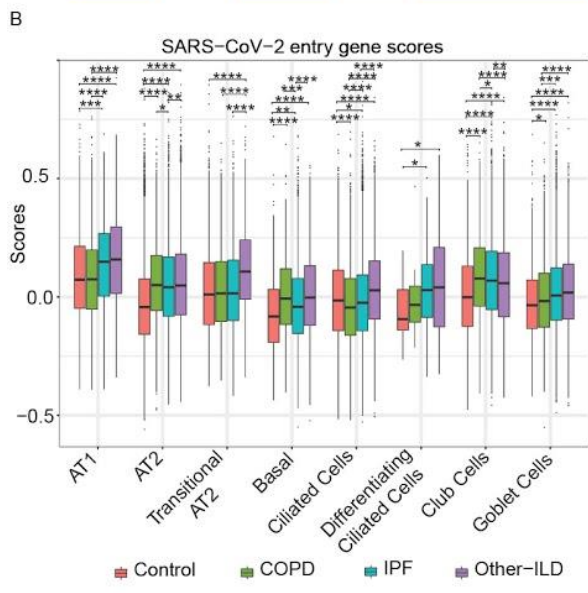 B
SARS−CoV−2 entry gene scores
Scores
0.5
0.0
−0.5
AT1
AT2
Transitional
AT2
Basal
Ciliated Cells
Differentiating
Ciliated Cells
Club Cells
Goblet Cells
Control
COPD
IPF
Other−ILD